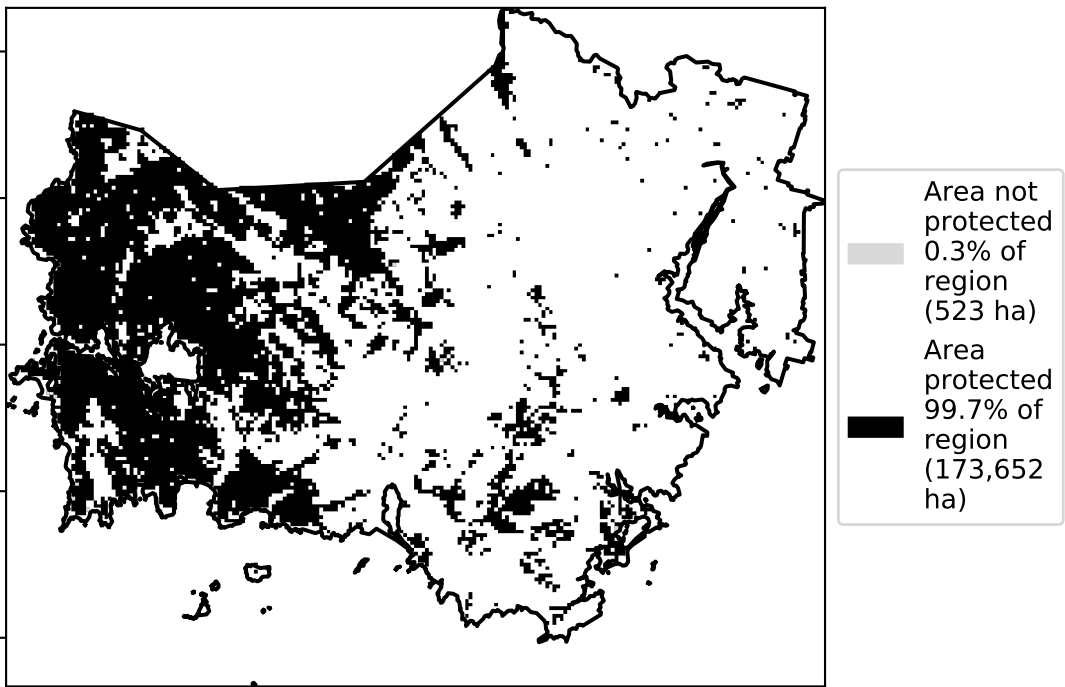 Area not
protected
0.3% of
region
(523 ha)
Area
protected
99.7% of
region
(173,652
ha)